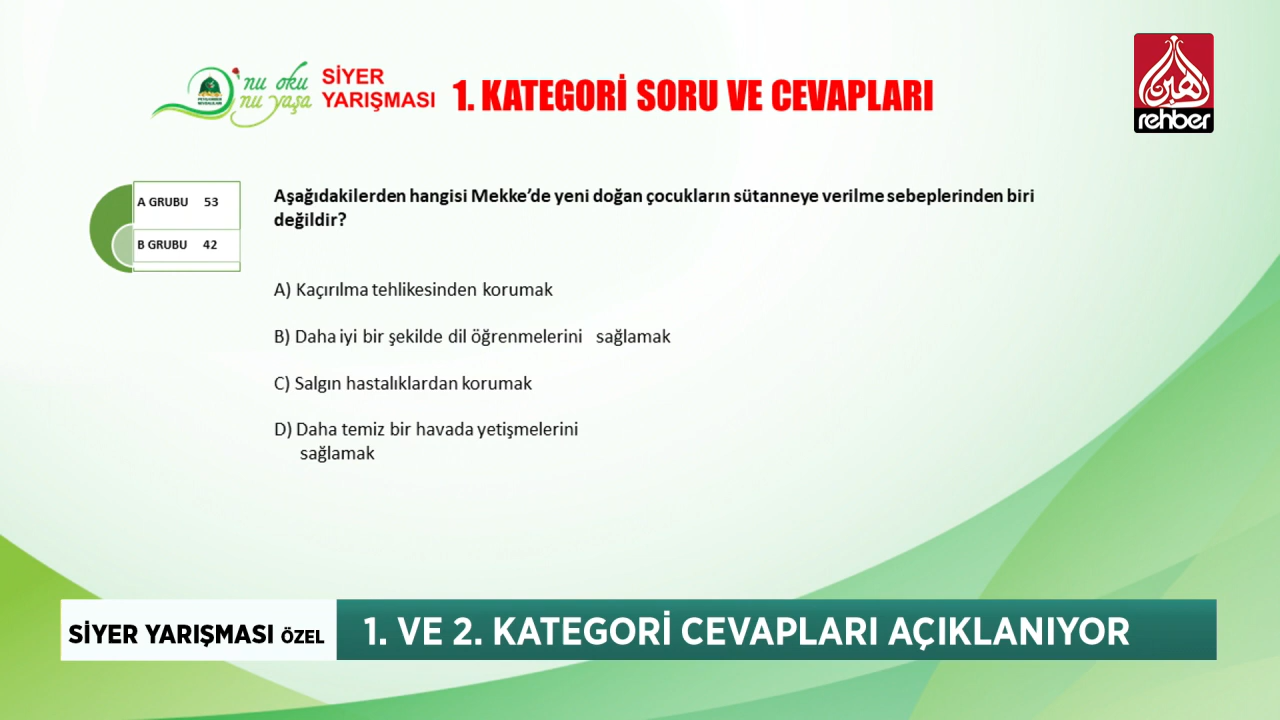 O'nu oku
O'nu yaşa
SİYER
YARIŞMASI
1. KATEGORİ SORU VE CEVAPLARI
rehber
A GRUBU 53
B GRUBU 42
Aşağıdakilerden hangisi Mekke’de yeni doğan çocukların sütanneye verilme sebeplerinden biri
değildir?
A) Kaçırılma tehlikesinden korumak
B) Daha iyi bir şekilde dil öğrenmelerini sağlamak
C) Salgın hastalıklardan korumak
D) Daha temiz bir havada yetişmelerini
sağlamak
SİYER YARIŞMASI ÖZEL
1. VE 2. KATEGORİ CEVAPLARI AÇIKLANIYOR